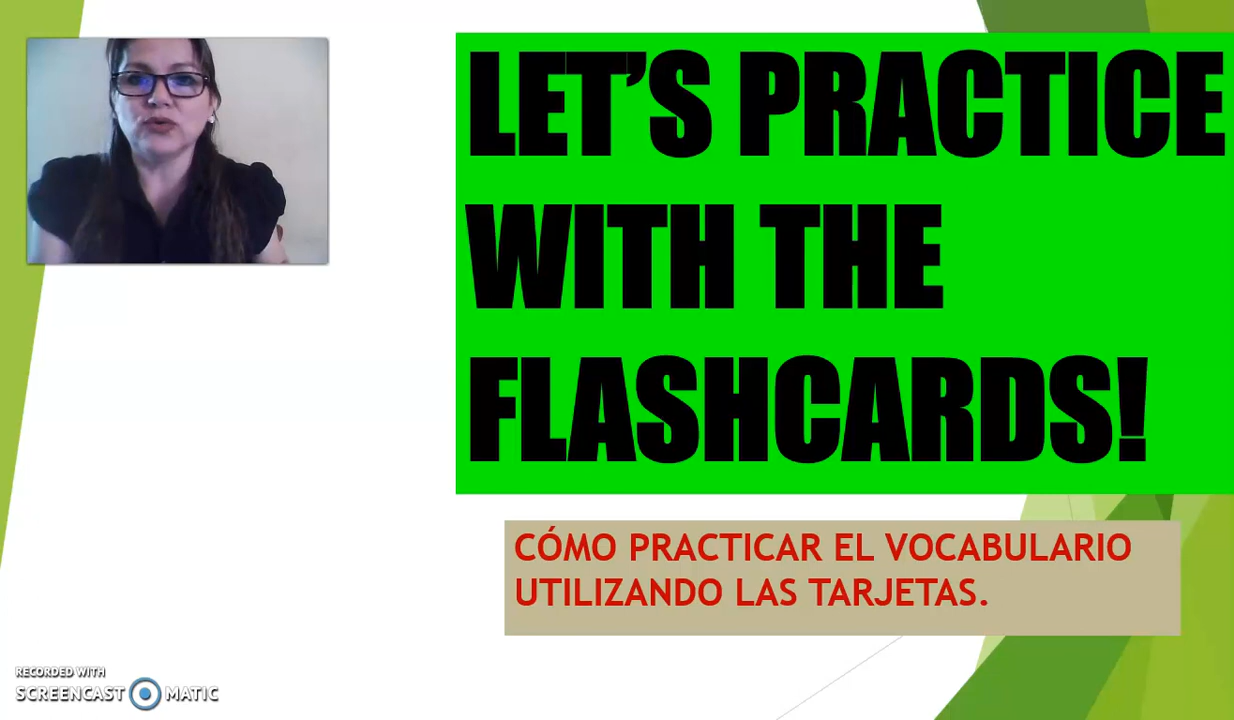 LET'S PRACTICE
WITH THE
FLASHCARDS!
CÓMO PRACTICAR EL VOCABULARIO
UTILIZANDO LAS TARJETAS.
RECORDED WITH
SCREENCAST MATIC